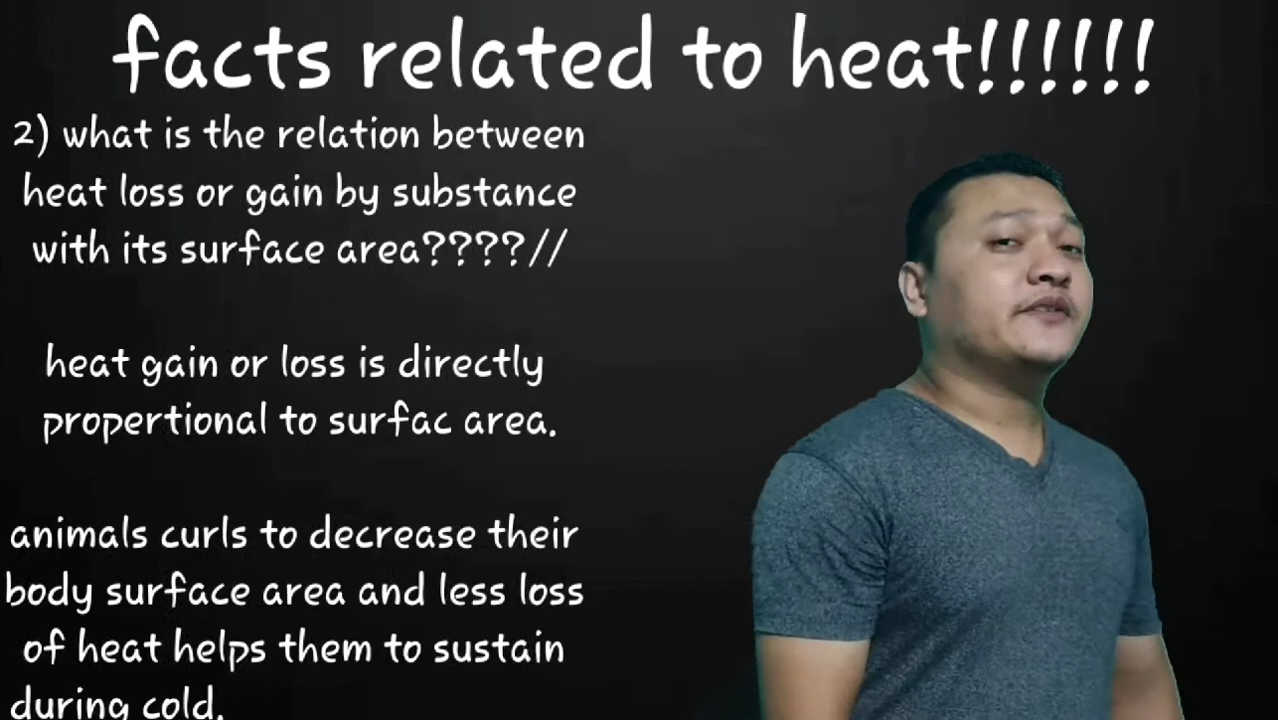 facts related to heat!!!!!!
2) what is the relation between
heat loss or gain by substance
with its surface area????//
heat gain or loss is directly
propertional to surfac area.
animals curls to decrease their
body surface area and less loss
of heat helps them to sustain
during cold.